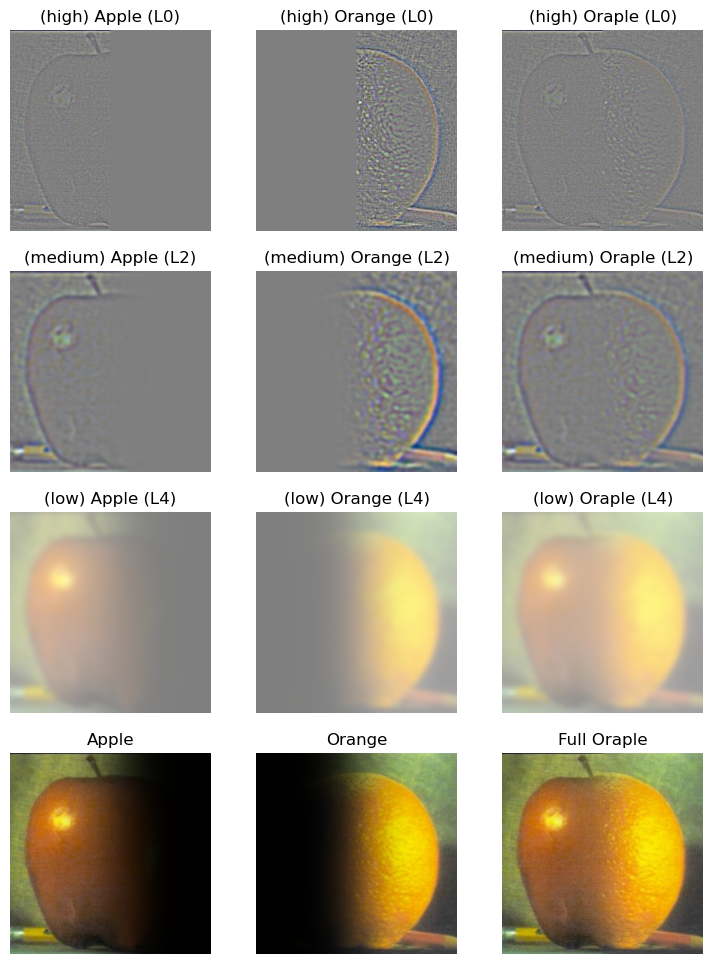 (high) Apple (L0)
(high) Orange (L0)
(high) Oraple (L0)
(medium) Apple (L2)
(medium) Orange (L2)
(medium) Oraple (L2)
(low) Apple (L4)
(low) Orange (L4)
(low) Oraple (L4)
Apple
Orange
Full Oraple